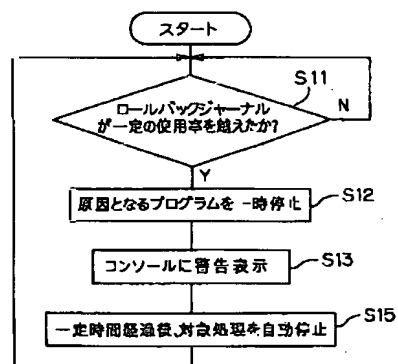 スタート
S11
ロールバックジャーナル
が一定の使用率を越えたか?
N
Y
原因となるプログラムを一時停止
S12
コンソールに警告表示
S13
一定時間経過後、対象処理を自動停止
S15